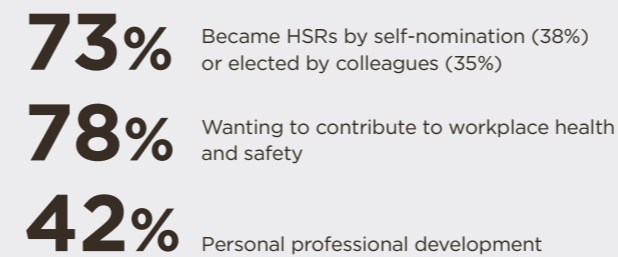 73% Became HSRs by self-nomination (38%)
or elected by colleagues (35%)
78% Wanting to contribute to workplace health
and safety
42% Personal professional development